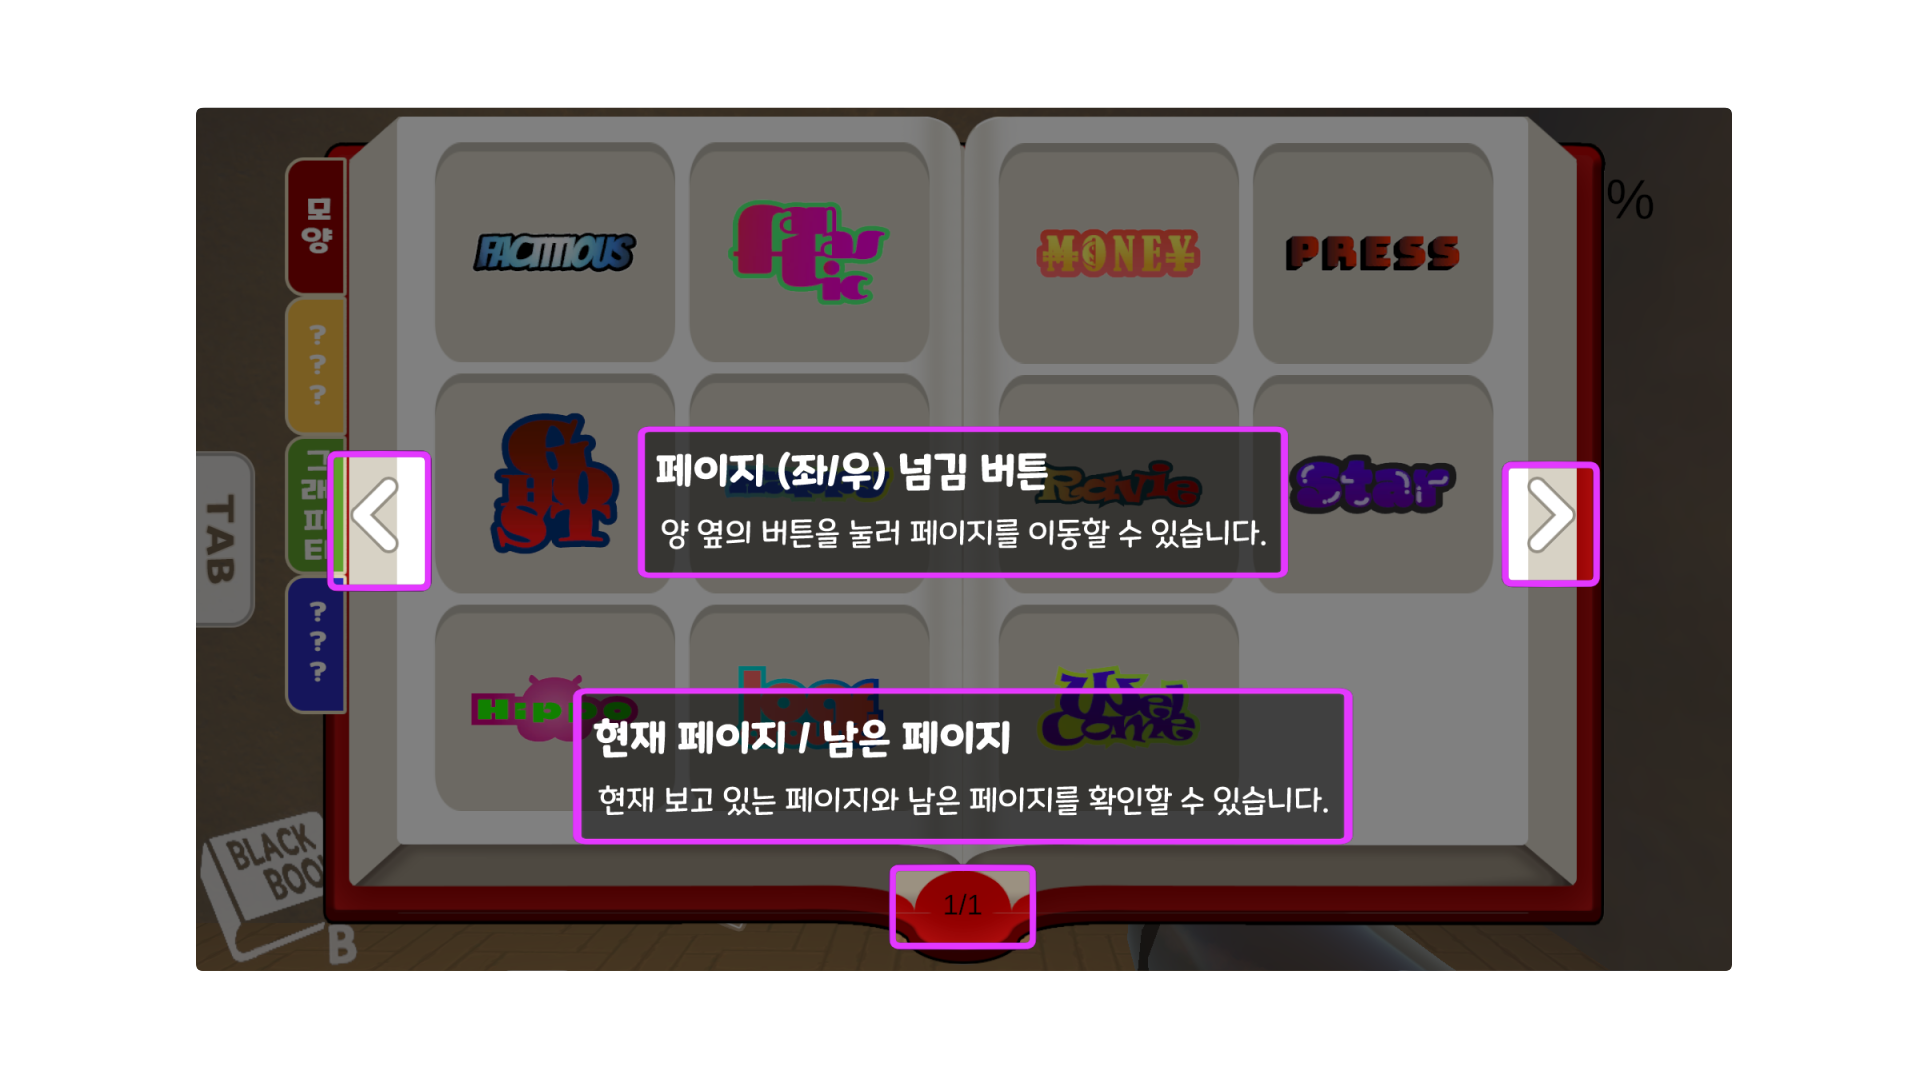 %
모양
FACTITIOUS
fantastic
MONEY
PRESS
???
그래피티
GHOST
페이지 (좌/우) 넘김 버튼
양 옆의 버튼을 눌러 페이지를 이동할 수 있습니다.
Ravie
Star
TAB
???
Hippo
Welcome
현재 페이지 / 남은 페이지
현재 보고 있는 페이지와 남은 페이지를 확인할 수 있습니다.
BLACK
BOO
B
1/1